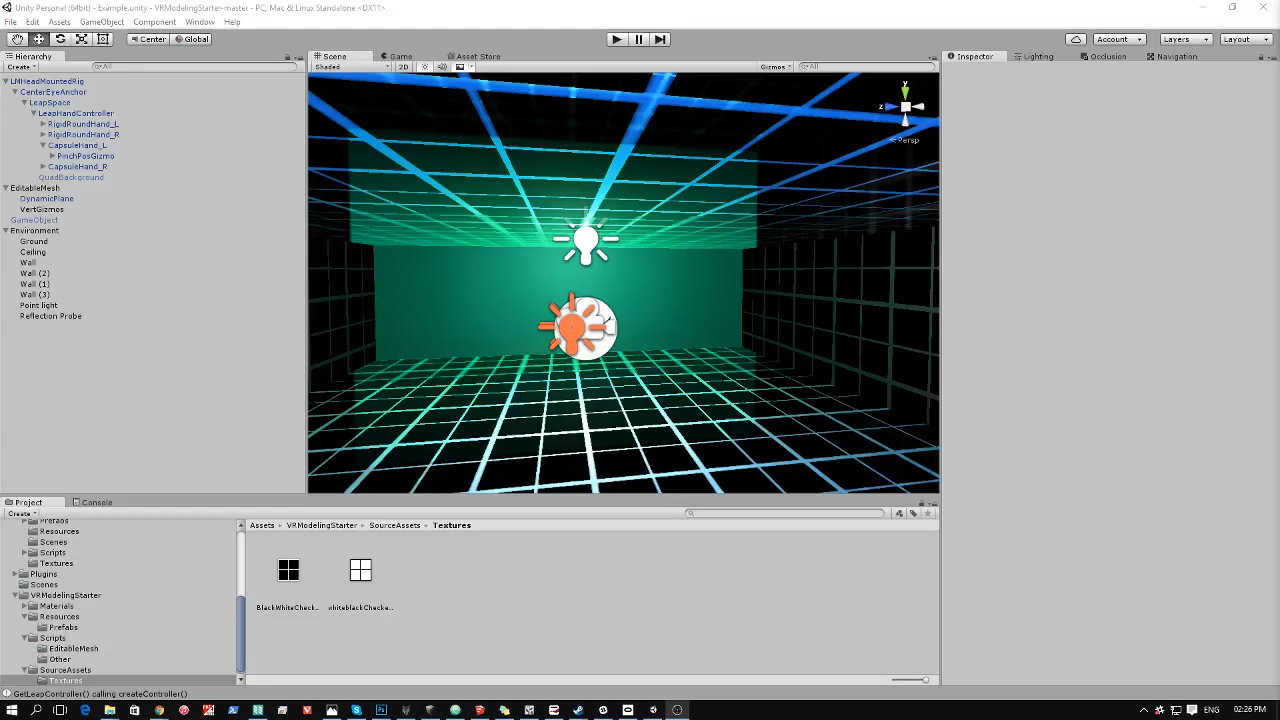 Unity Personal (64bit) - Example.unity - VRModelingStarter-master - PC, Mac & Linux Standalone <DX11>
File Edit Assets GameObject Component Window Help
Center Global Account Layers Layout
Hierarchy Scene Game Asset Store Inspector Lighting Occlusion Navigation
Create All Shaded 2D Gizmos All
LMHeadMountedRig
CenterEyeAnchor
LeapSpace
LeapHandController
RigidRoundHand_L
RigidRoundHand_R
CapsuleHand_L
PinchPosGizmo
CapsuleHand_R
QuadBackground
EditableMesh
DynamicPlane
VertGizmos
GameObject
Environment
Ground
Ceiling
Wall
Wall (2)
Wall (1)
Wall (3)
Point light
Reflection Probe
y
z
Persp
Project Console
Create
Prefabs
Resources
Scenes
Scripts
Textures
Plugins
Scenes
VRModelingStarter
Materials
Resources
Prefabs
Scripts
EditableMesh
Other
SourceAssets
Textures
Assets VRModelingStarter SourceAssets Textures
BlackWhiteCheck... whiteblackChecke...
GetLeapController() calling createController()
02:26 PM